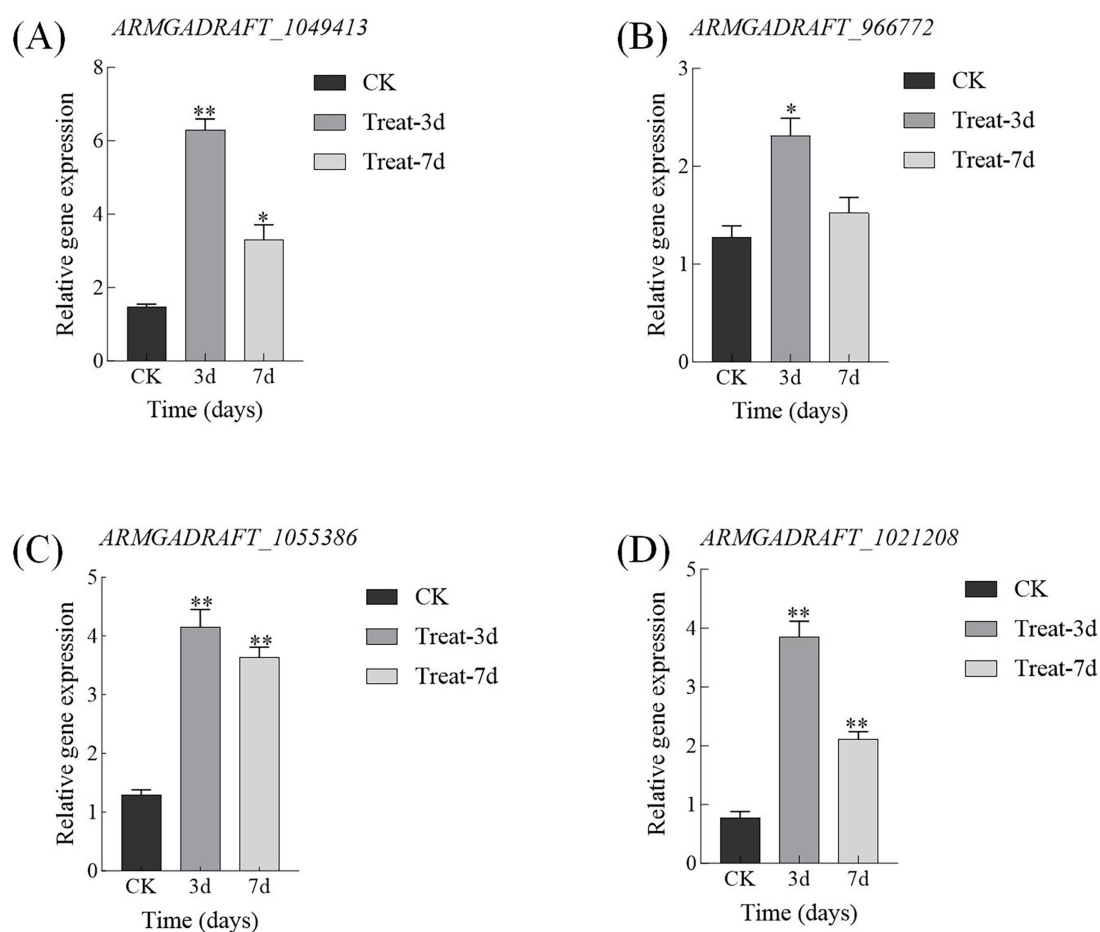 (A) ARMGADRAFT_1049413
Relative gene expression
8
6
4
2
0
**
*
CK
3d
7d
Time (days)
CK
Treat-3d
Treat-7d
(B) ARMGADRAFT_966772
Relative gene expression
3
2
1
0
*
CK
3d
7d
Time (days)
CK
Treat-3d
Treat-7d
(C) ARMGADRAFT_1055386
Relative gene expression
5
4
3
2
1
0
**
**
CK
3d
7d
Time (days)
CK
Treat-3d
Treat-7d
(D) ARMGADRAFT_1021208
Relative gene expression
5
4
3
2
1
0
**
**
CK
3d
7d
Time (days)
CK
Treat-3d
Treat-7d